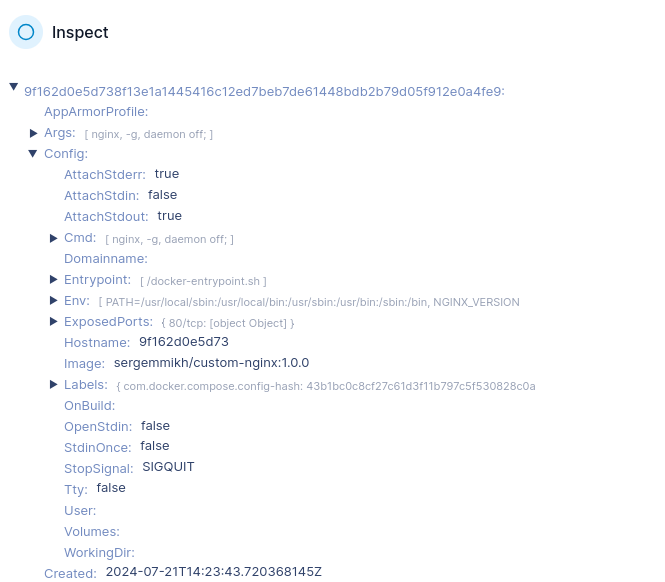 Inspect
9f162d0e5d738f13e1a1445416c12ed7beb7de61448bdb2b79d05f912e0a4fe9:
AppArmorProfile:
Args: [ nginx, -g, daemon off; ]
Config:
AttachStderr: true
AttachStdin: false
AttachStdout: true
Cmd: [ nginx, -g, daemon off; ]
Domainname:
Entrypoint: [ /docker-entrypoint.sh ]
Env: [ PATH=/usr/local/sbin:/usr/local/bin:/usr/sbin:/usr/bin:/sbin:/bin, NGINX_VERSION
ExposedPorts: { 80/tcp: [object Object] }
Hostname: 9f162d0e5d73
Image: sergemmikh/custom-nginx:1.0.0
Labels: { com.docker.compose.config-hash: 43b1bc0c8cf27c61d3f11b797c5f530828c0a
OnBuild:
OpenStdin: false
StdinOnce: false
StopSignal: SIGQUIT
Tty: false
User:
Volumes:
WorkingDir:
Created: 2024-07-21T14:23:43.720368145Z